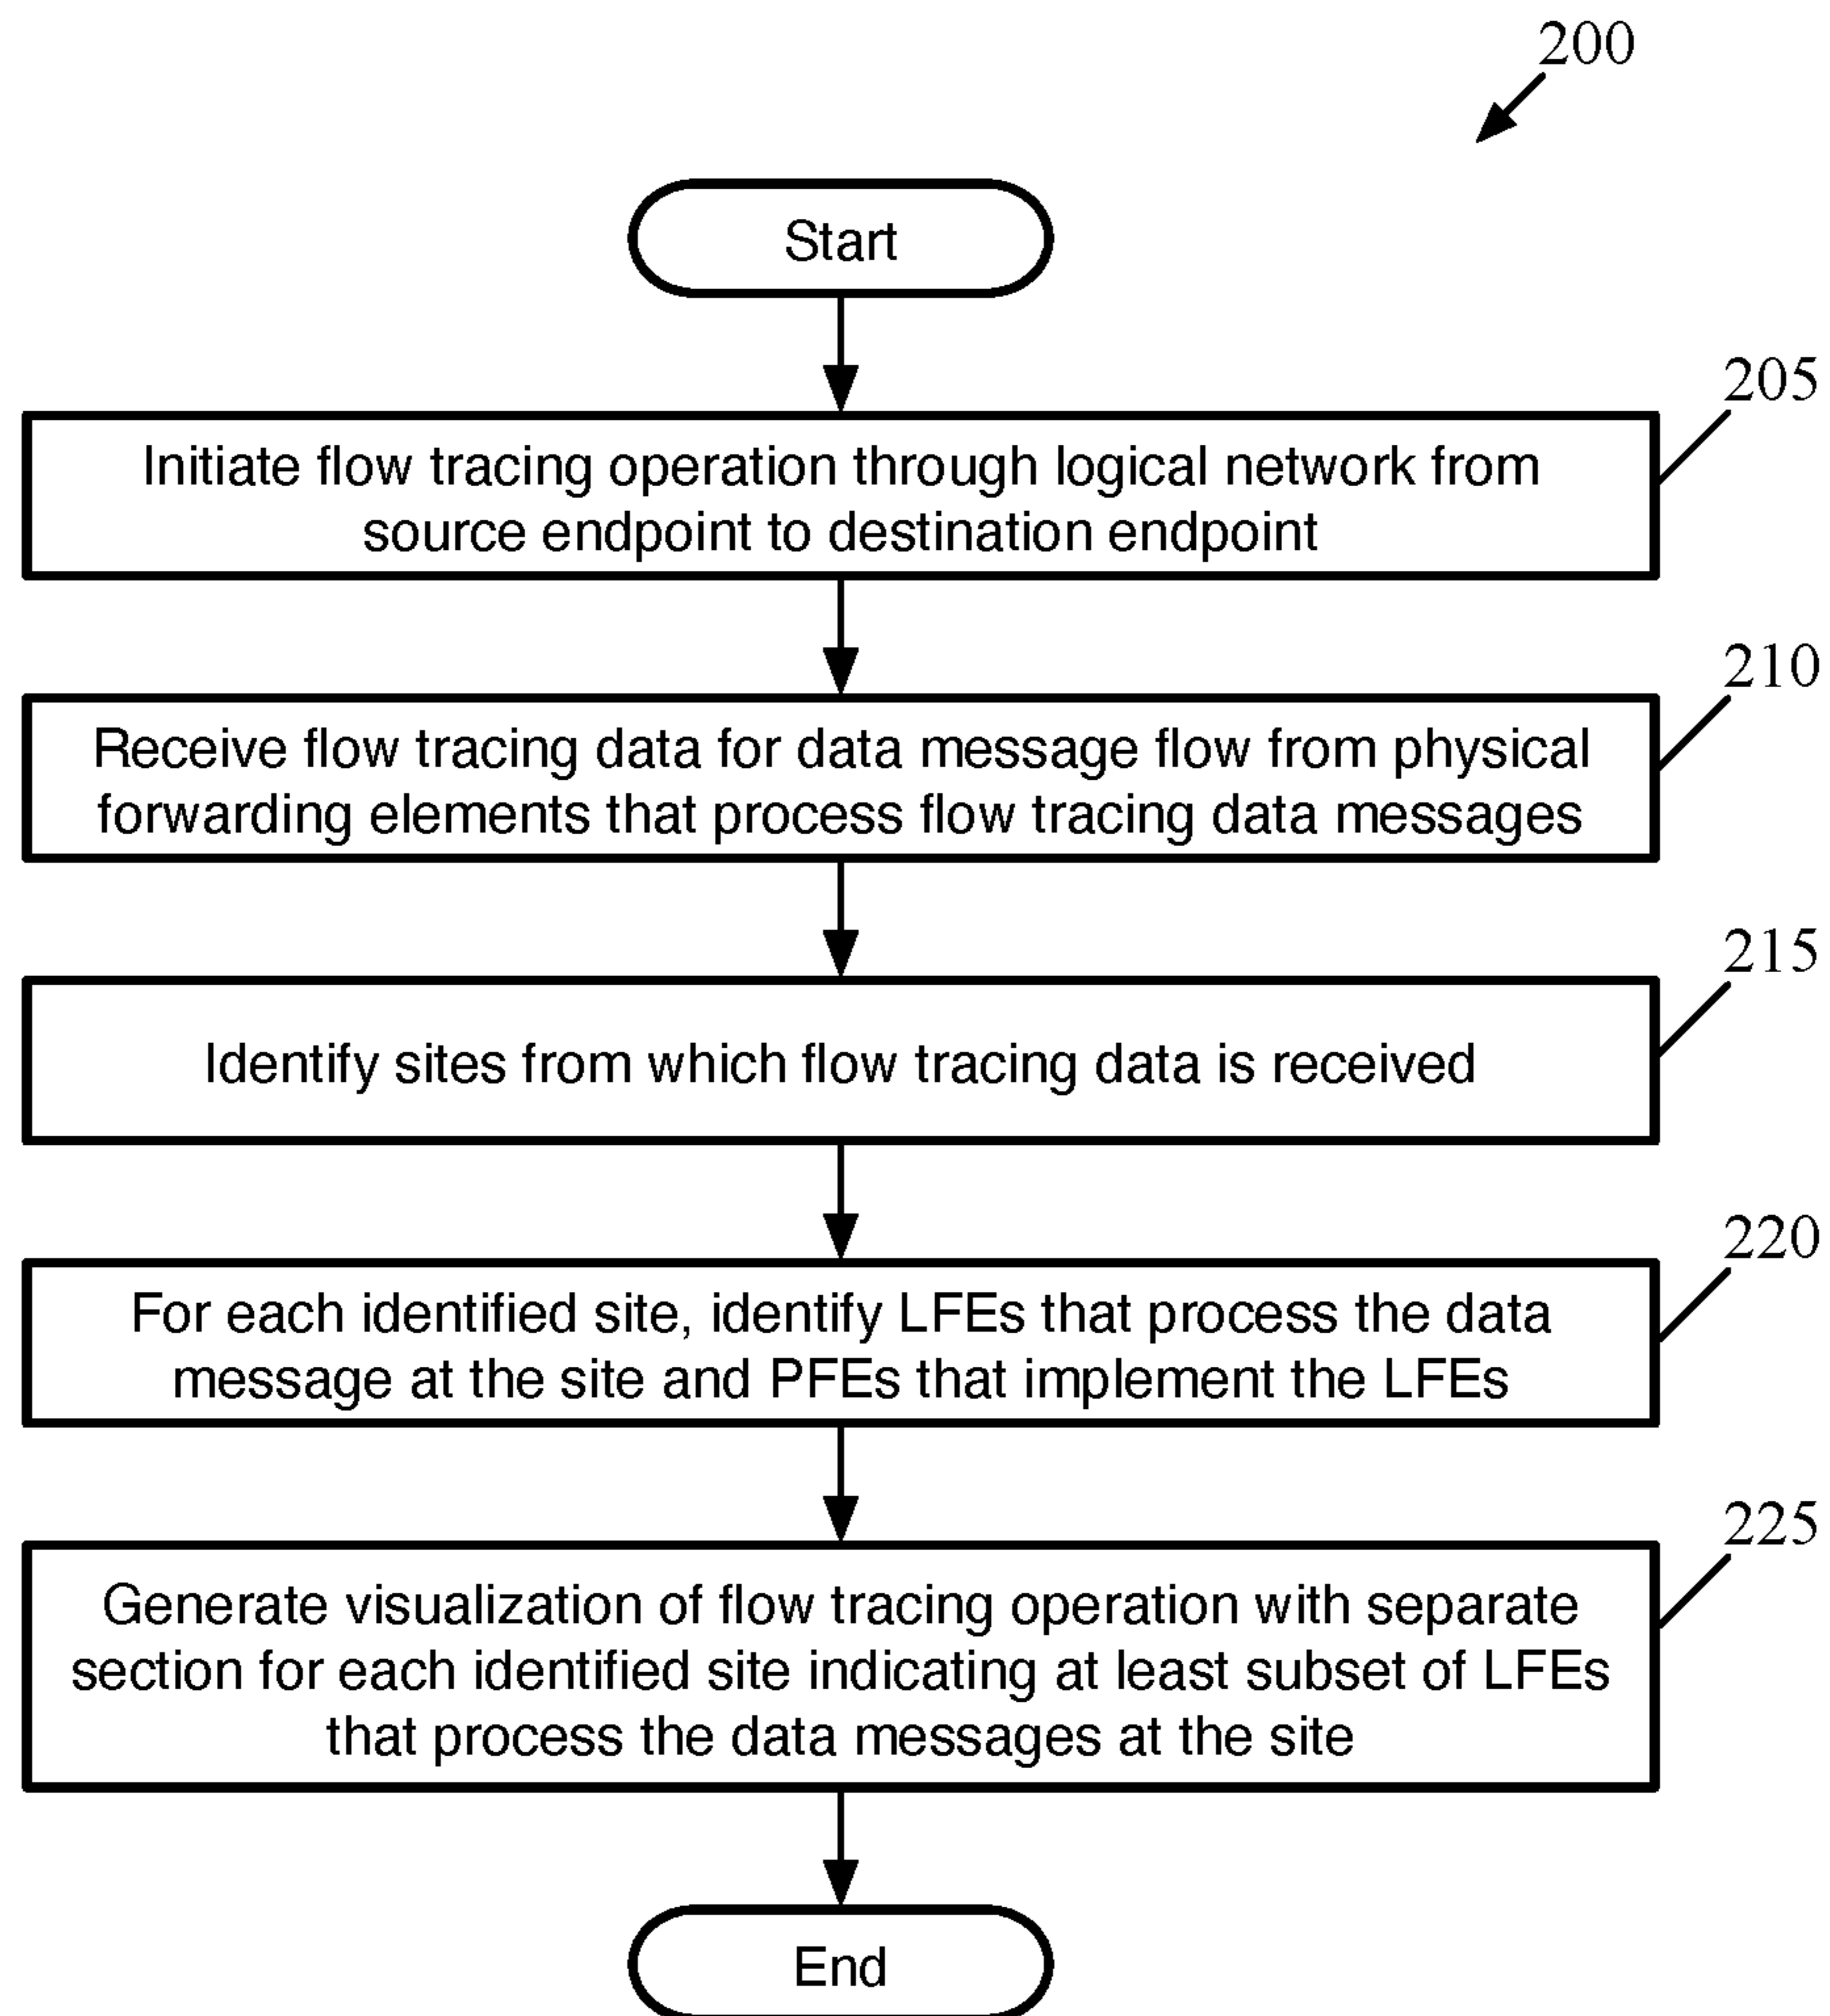 200
Start
205
Initiate flow tracing operation through logical network from
source endpoint to destination endpoint
210
Receive flow tracing data for data message flow from physical
forwarding elements that process flow tracing data messages
215
Identify sites from which flow tracing data is received
220
For each identified site, identify LFEs that process the data
message at the site and PFEs that implement the LFEs
225
Generate visualization of flow tracing operation with separate
section for each identified site indicating at least subset of LFEs
that process the data messages at the site
End